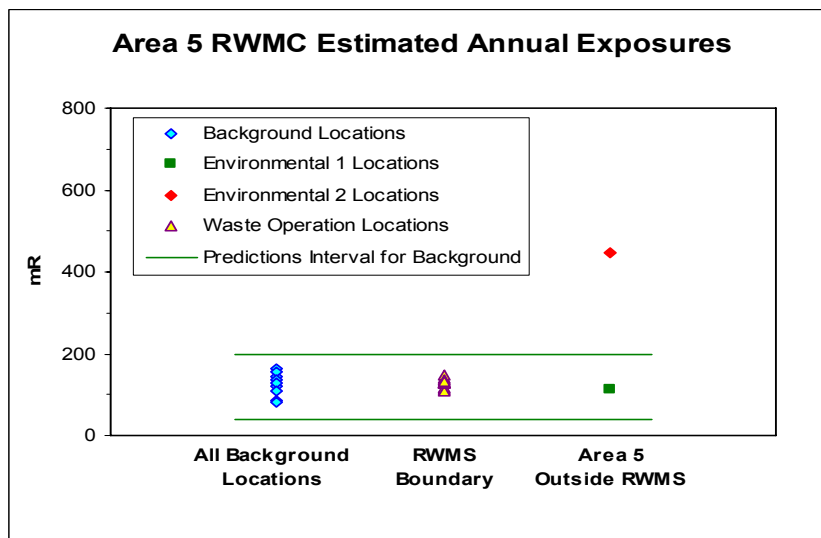 Area 5 RWMC Estimated Annual Exposures
800
600
400
200
0
mR
Background Locations
Environmental 1 Locations
Environmental 2 Locations
Waste Operation Locations
Predictions Interval for Background
All Background
Locations
RWMS
Boundary
Area 5
Outside RWMS